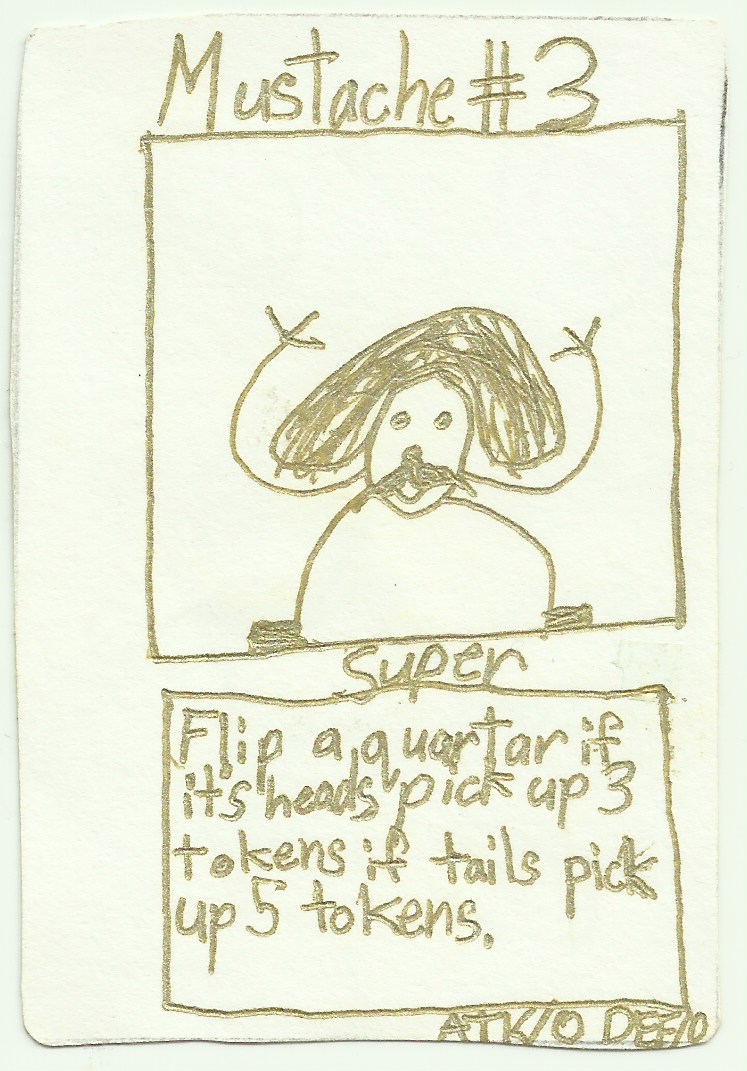 Mustache #3
Super
Flip a quartar if
its heads pick up 3
tokens if tails pick
up 5 tokens.
ATK/0 DEF/0